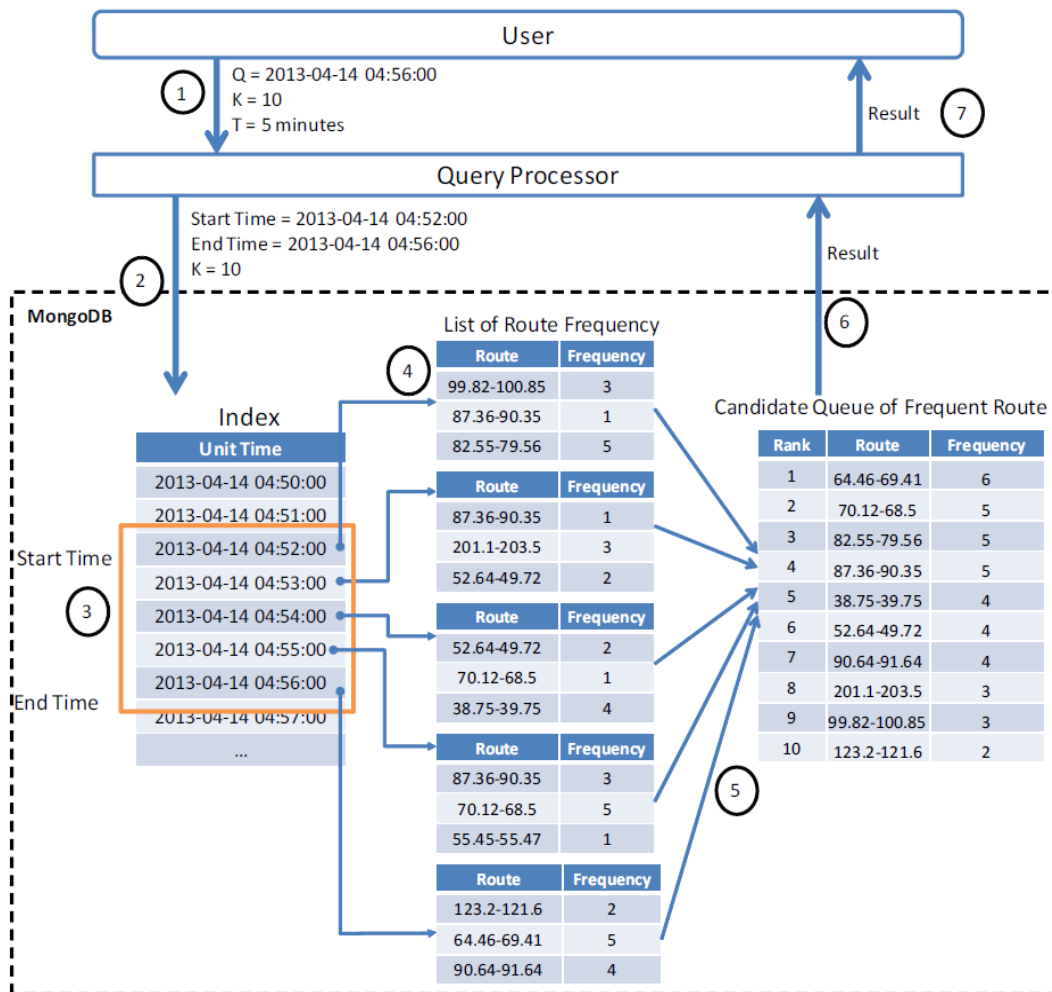 User
1
Q = 2013-04-14 04:56:00
K = 10
T = 5 minutes
Result
7
Query Processor
Start Time = 2013-04-14 04:52:00
End Time = 2013-04-14 04:56:00
K = 10
2
Result
6
MongoDB
List of Route Frequency
4
Route Frequency
99.82-100.85 3
87.36-90.35 1
82.55-79.56 5
Route Frequency
87.36-90.35 1
201.1-203.5 3
52.64-49.72 2
Route Frequency
52.64-49.72 2
70.12-68.5 1
38.75-39.75 4
Route Frequency
87.36-90.35 3
70.12-68.5 5
55.45-55.47 1
Route Frequency
123.2-121.6 2
64.46-69.41 5
90.64-91.64 4
Index
Unit Time
2013-04-14 04:50:00
2013-04-14 04:51:00
2013-04-14 04:52:00
2013-04-14 04:53:00
2013-04-14 04:54:00
2013-04-14 04:55:00
2013-04-14 04:56:00
2013-04-14 04:57:00
...
Start Time
3
End Time
Candidate Queue of Frequent Route
Rank Route Frequency
1 64.46-69.41 6
2 70.12-68.5 5
3 82.55-79.56 5
4 87.36-90.35 5
5 38.75-39.75 4
6 52.64-49.72 4
7 90.64-91.64 4
8 201.1-203.5 3
9 99.82-100.85 3
10 123.2-121.6 2
5